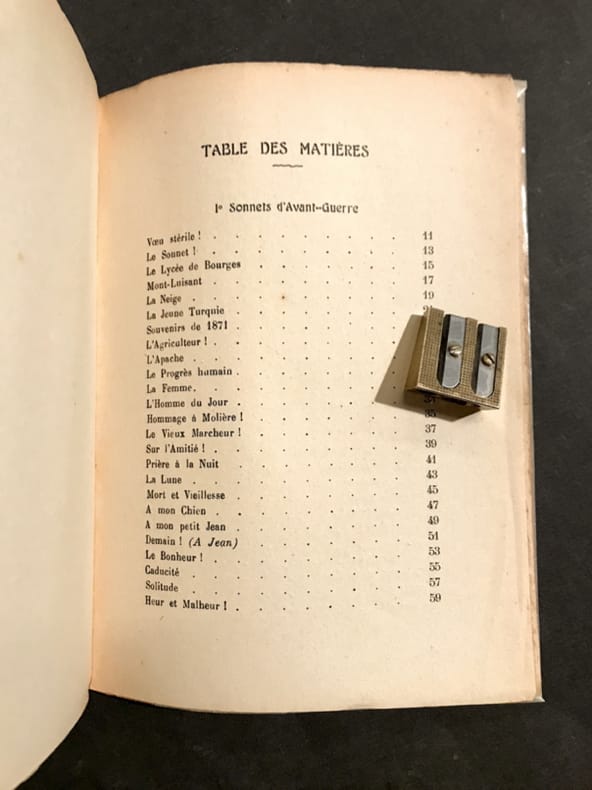 TABLE DES MATIÈRES
I° Sonnets d'Avant-Guerre
Vœu stérile ! . . . . . . . . . 11
Le Sonnet ! . . . . . . . . . 13
Le Lycée de Bourges . . . . . . . 15
Mont-Luisant . . . . . . . . . 17
La Neige . . . . . . . . . . 19
La Jeune Turquie . . . . . . .
Souvenirs de 1871 . . . . . . .
L'Agriculteur ! . . . . . . . .
L'Apache . . . . . . . . .
Le Progrès humain . . . . . . .
La Femme. . . . . . . . . .
L'Homme du Jour . . . . . . .
Hommage à Molière ! . . . . . . . 35
Le Vieux Marcheur ! . . . . . . . 37
Sur l'Amitié ! . . . . . . . . . 39
Prière à la Nuit . . . . . . . . 41
La Lune . . . . . . . . . . 43
Mort et Vieillesse . . . . . . . . 45
A mon Chien . . . . . . . . . 47
A mon petit Jean . . . . . . . . 49
Demain ! (A Jean) . . . . . . . 51
Le Bonheur ! . . . . . . . . . 53
Caducité . . . . . . . . . . 55
Solitude . . . . . . . . . . 57
Heur et Malheur ! . . . . . . . . 59